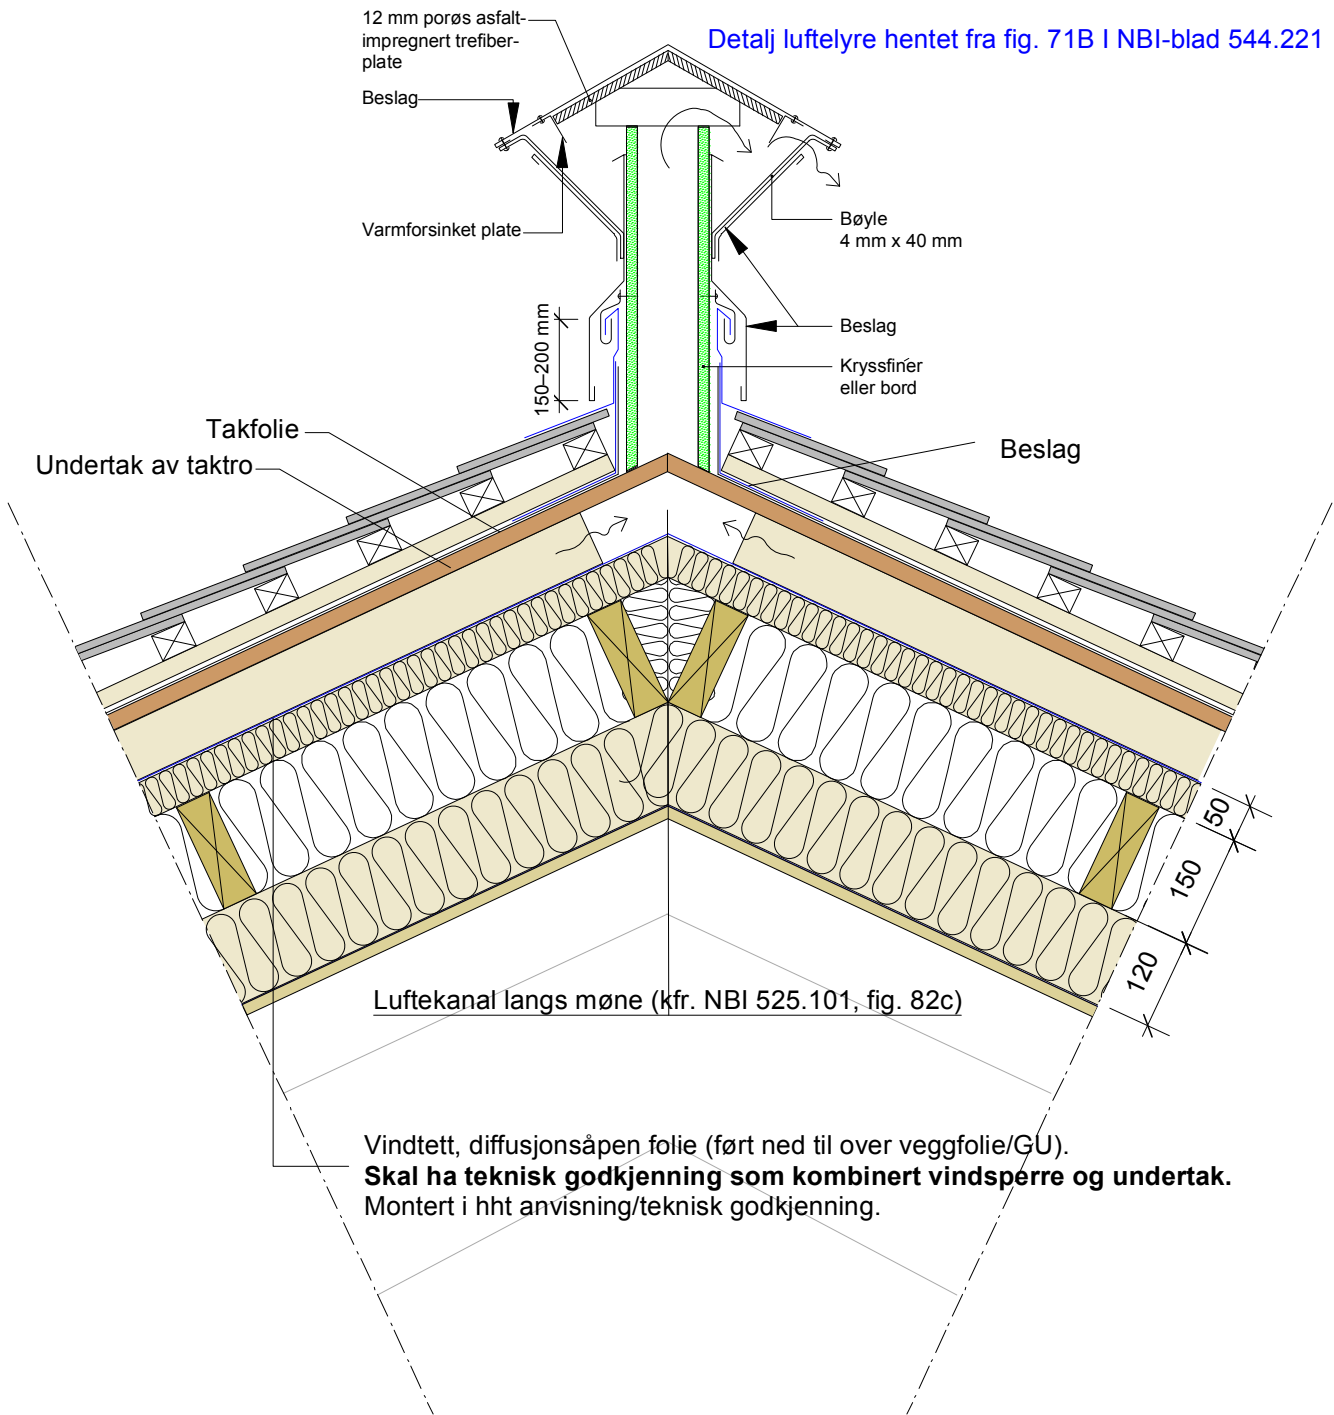 12 mm porøs asfalt-
impregnert trefiber-
plate
Detalj luftelyre hentet fra fig. 71B I NBI-blad 544.221
Beslag
Varmforsinket plate
Bøyle
4 mm x 40 mm
150–200 mm
Beslag
Kryssfinér
eller bord
Takfolie
Undertak av taktro
Beslag
50
150
120
Luftekanal langs møne (kfr. NBI 525.101, fig. 82c)
Vindtett, diffusjonsåpen folie (ført ned til over veggfolie/GU).
Skal ha teknisk godkjenning som kombinert vindsperre og undertak.
Montert i hht anvisning/teknisk godkjenning.